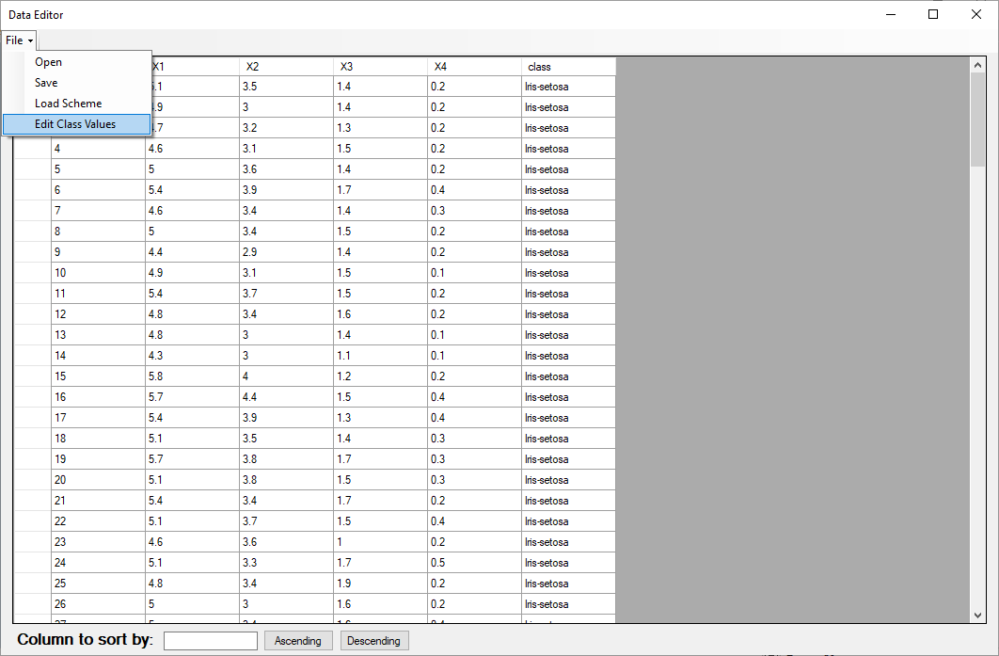 Data Editor
File
Open
Save
Load Scheme
Edit Class Values
X1 X2 X3 X4 class
3.5 1.4 0.2 Iris-setosa
3 1.4 0.2 Iris-setosa
3.2 1.3 0.2 Iris-setosa
4 4.6 3.1 1.5 0.2 Iris-setosa
5 5 3.6 1.4 0.2 Iris-setosa
6 5.4 3.9 1.7 0.4 Iris-setosa
7 4.6 3.4 1.4 0.3 Iris-setosa
8 5 3.4 1.5 0.2 Iris-setosa
9 4.4 2.9 1.4 0.2 Iris-setosa
10 4.9 3.1 1.5 0.1 Iris-setosa
11 5.4 3.7 1.5 0.2 Iris-setosa
12 4.8 3.4 1.6 0.2 Iris-setosa
13 4.8 3 1.4 0.1 Iris-setosa
14 4.3 3 1.1 0.1 Iris-setosa
15 5.8 4 1.2 0.2 Iris-setosa
16 5.7 4.4 1.5 0.4 Iris-setosa
17 5.4 3.9 1.3 0.4 Iris-setosa
18 5.1 3.5 1.4 0.3 Iris-setosa
19 5.7 3.8 1.7 0.3 Iris-setosa
20 5.1 3.8 1.5 0.3 Iris-setosa
21 5.4 3.4 1.7 0.2 Iris-setosa
22 5.1 3.7 1.5 0.4 Iris-setosa
23 4.6 3.6 1 0.2 Iris-setosa
24 5.1 3.3 1.7 0.5 Iris-setosa
25 4.8 3.4 1.9 0.2 Iris-setosa
26 5 3 1.6 0.2 Iris-setosa
Column to sort by: Ascending Descending